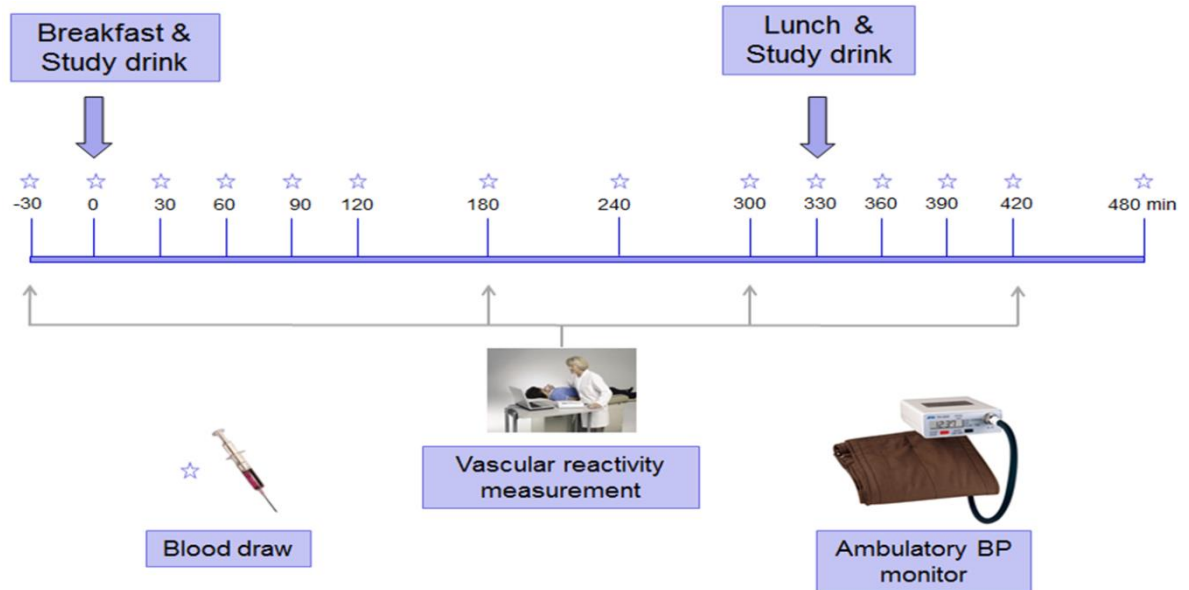 Breakfast &
Study drink
Lunch &
Study drink
-30 0 30 60 90 120 180 240 300 330 360 390 420 480 min
Vascular reactivity
measurement
Blood draw
Ambulatory BP
monitor